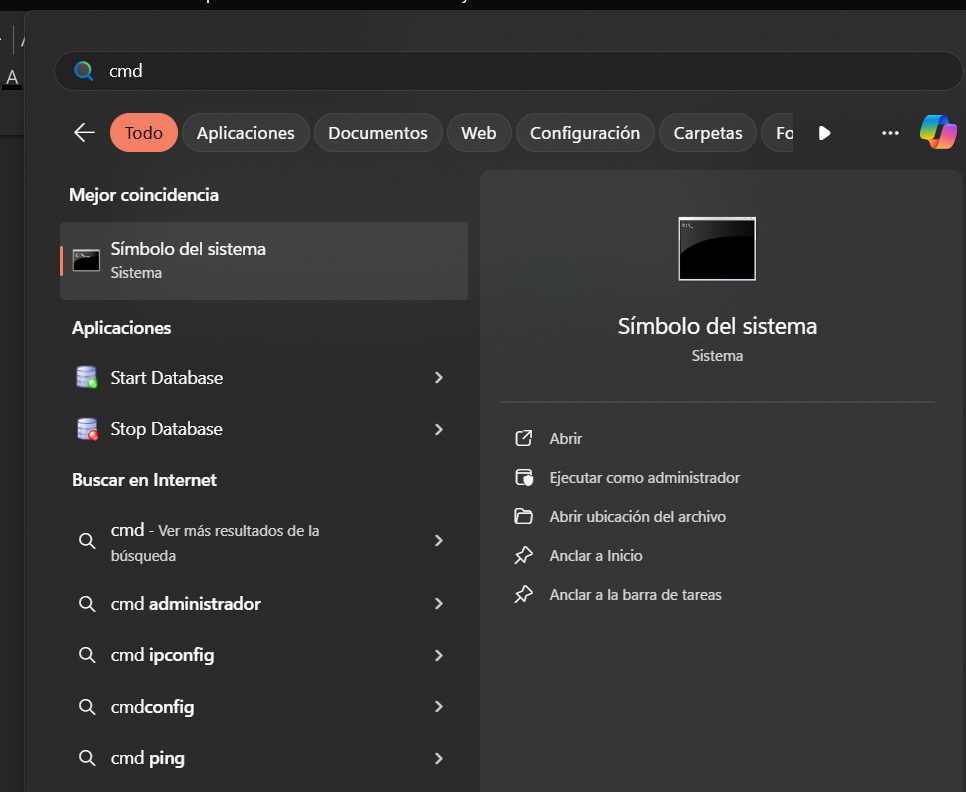 A
cmd
Todo
Aplicaciones
Documentos
Web
Configuración
Carpetas
Fo
Mejor coincidencia
Símbolo del sistema
Sistema
Aplicaciones
Start Database
Stop Database
Buscar en Internet
cmd - Ver más resultados de la
búsqueda
cmd administrador
cmd ipconfig
cmdconfig
cmd ping
Símbolo del sistema
Sistema
Abrir
Ejecutar como administrador
Abrir ubicación del archivo
Anclar a Inicio
Anclar a la barra de tareas